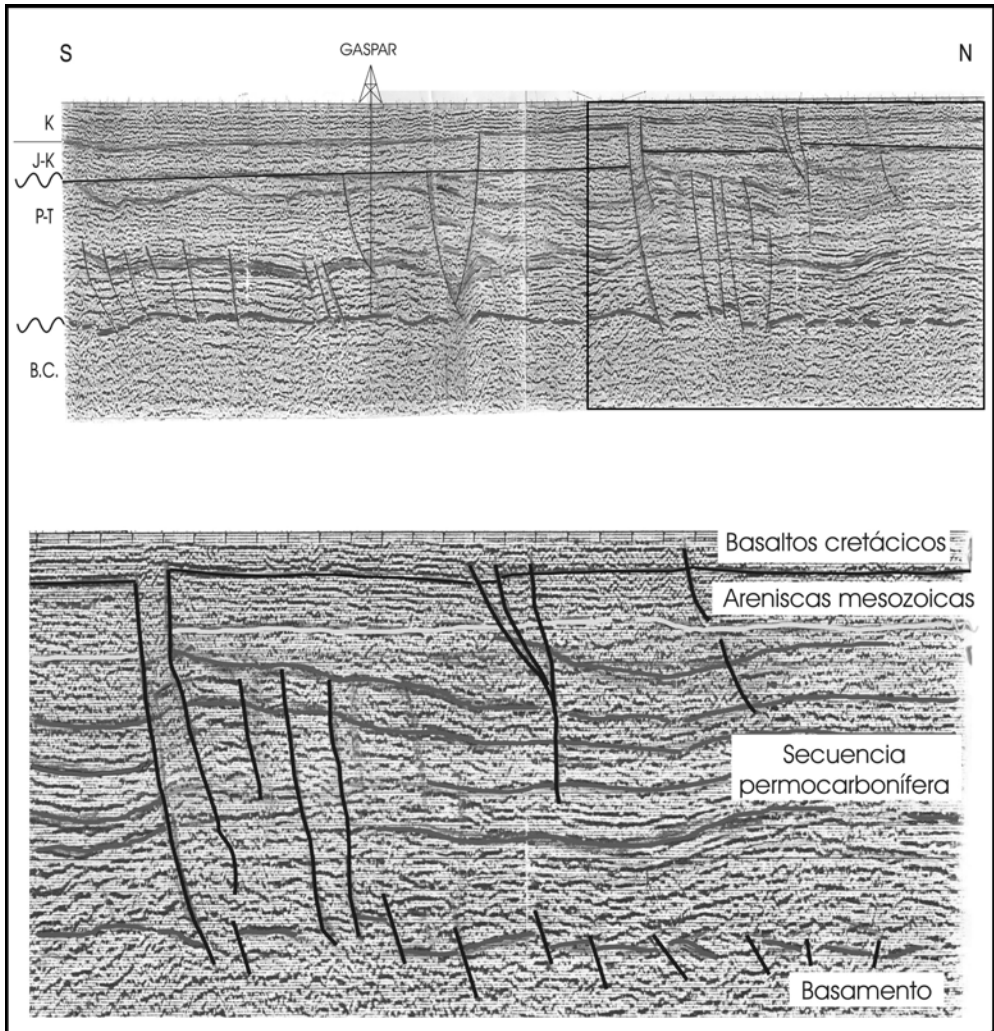 S
GASPAR
N
K
J-K
P-T
B.C.
Basaltos cretácicos
Areniscas mesozoicas
Secuencia
permocarbonífera
Basamento